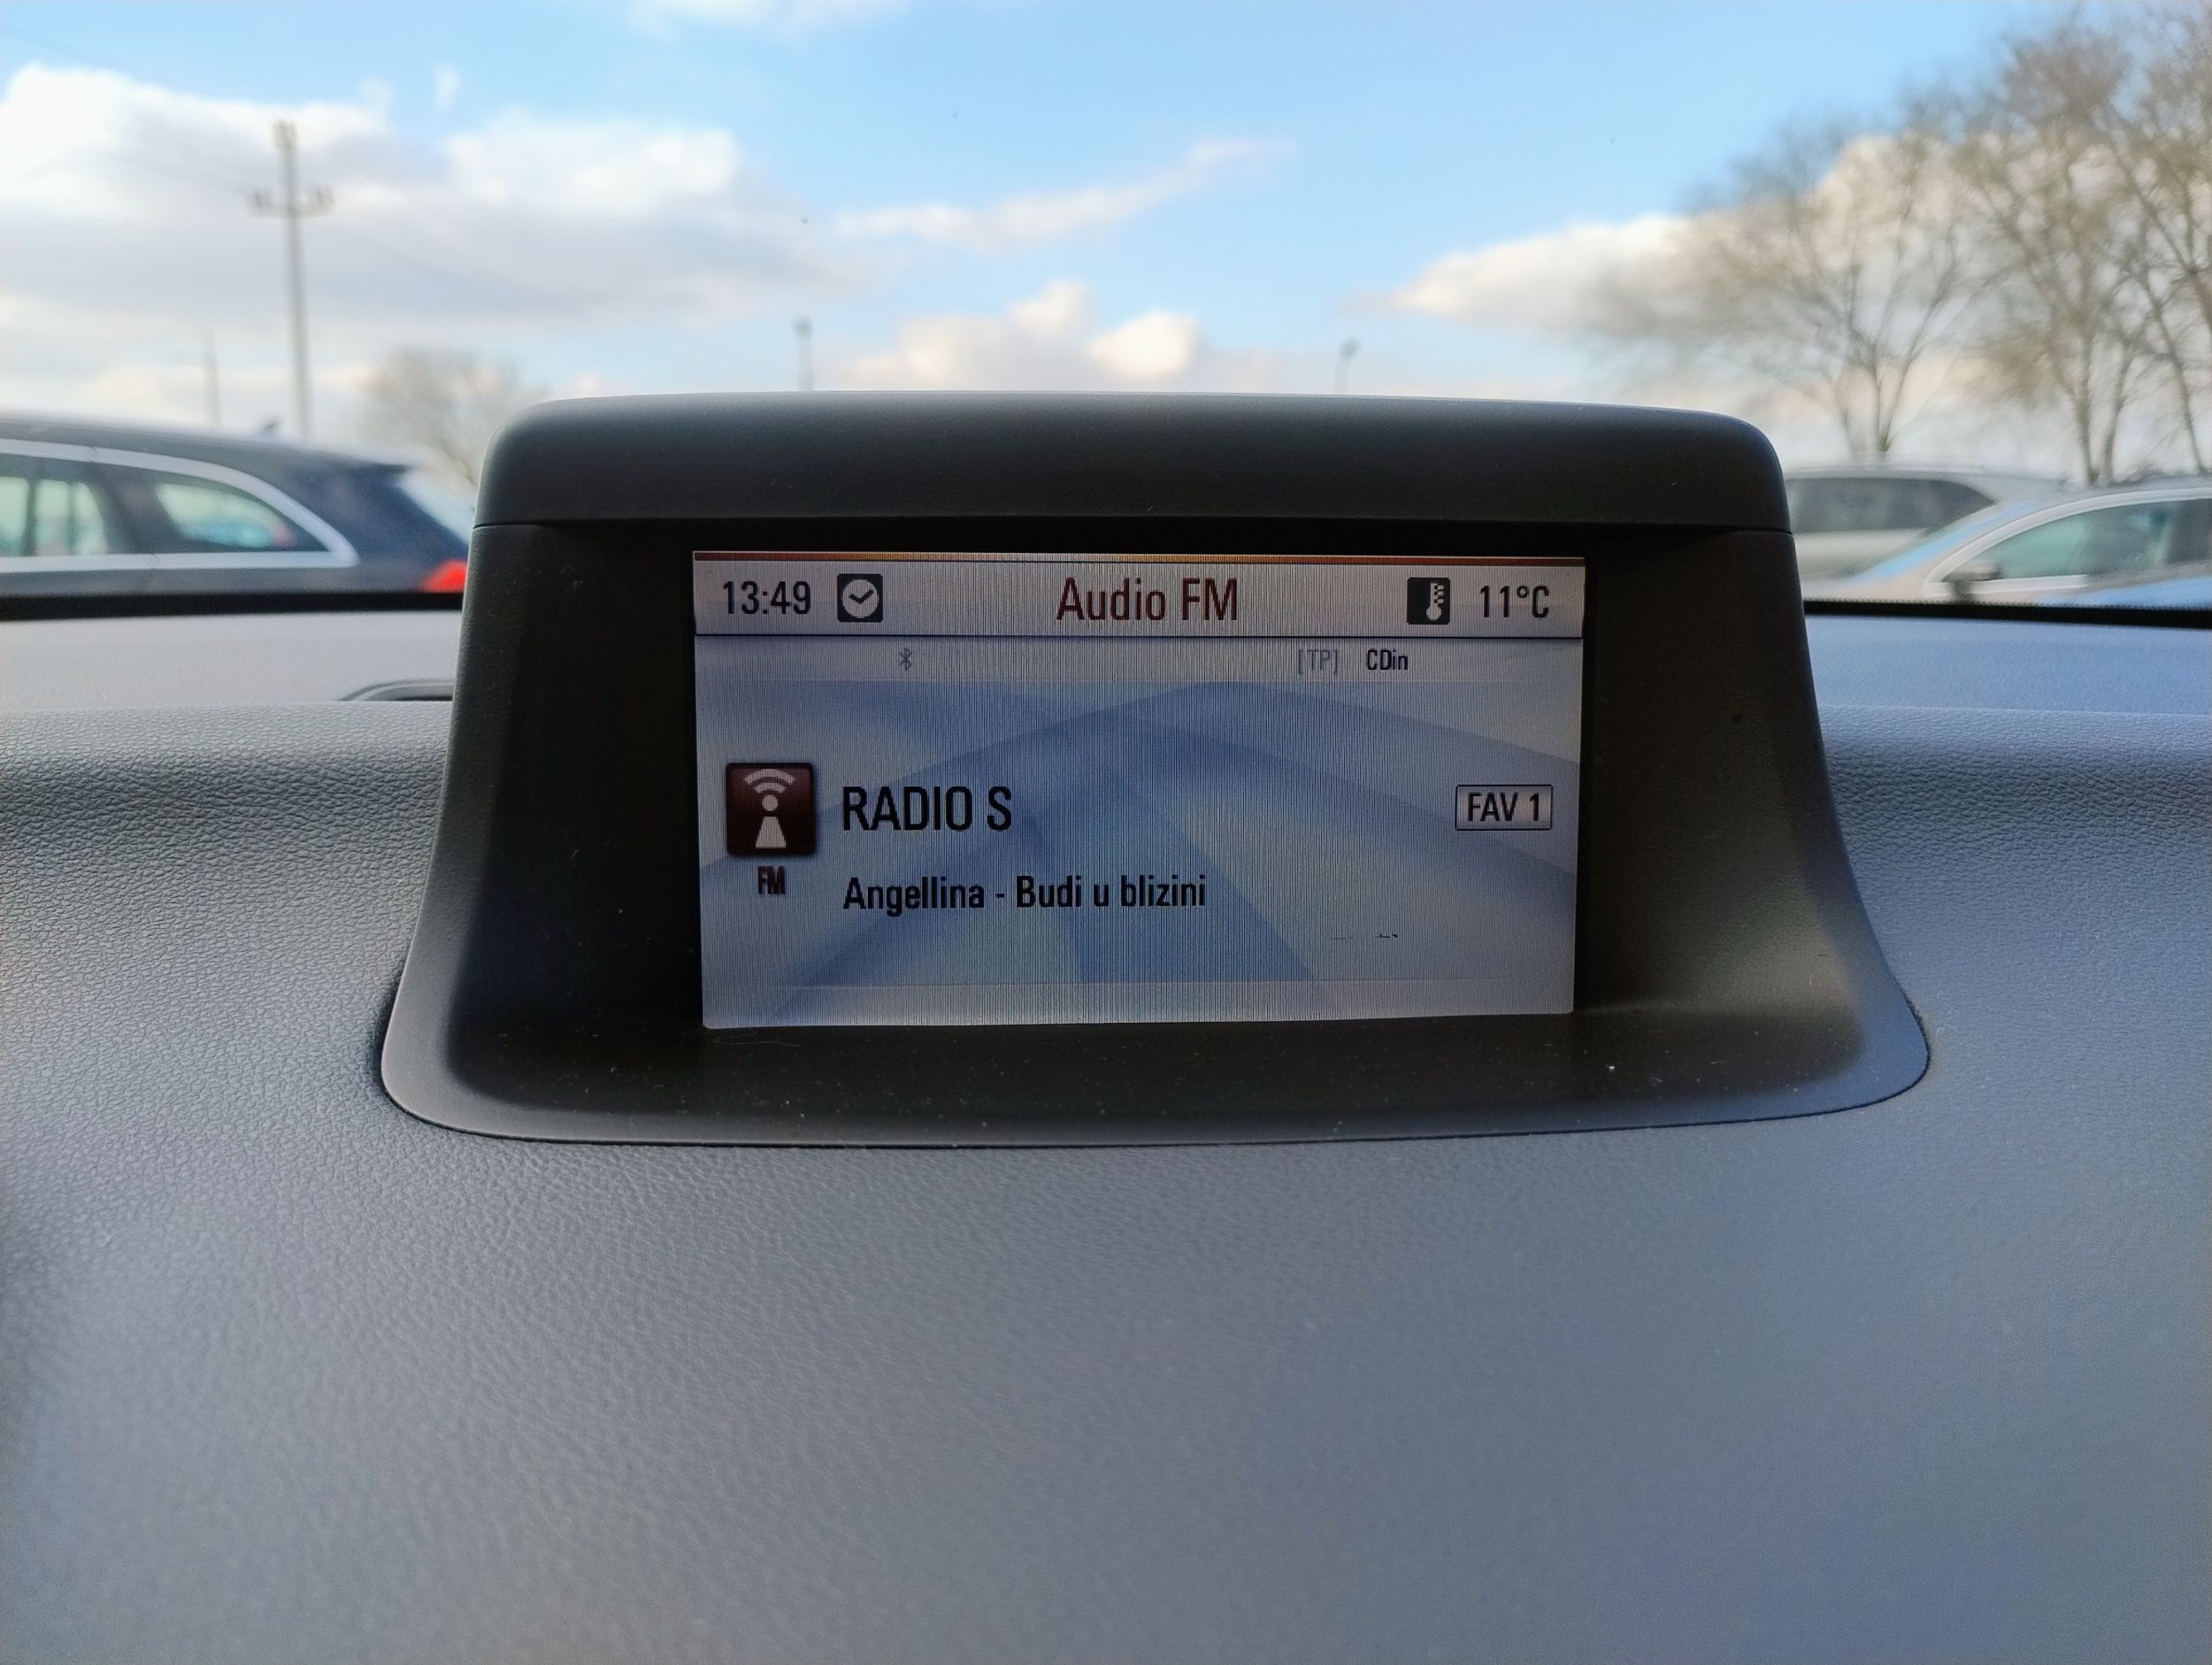 13:49 Audio FM 11°C
[TP] CDin
RADIO S FAV 1
FM
Angellina - Budi u blizini